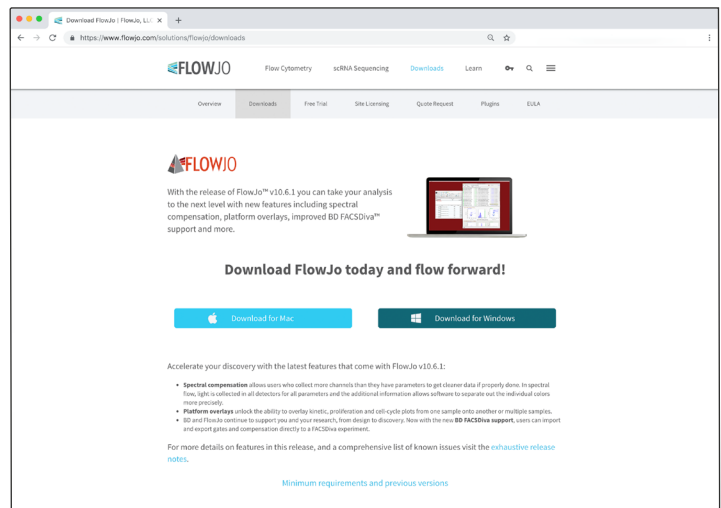 Download FlowJo | FlowJo, LLC
https://www.flowjo.com/solutions/flowjo/downloads
FLOWJO
Flow Cytometry scRNA Sequencing Downloads Learn
Overview Downloads Free Trial Site Licensing Quote Request Plugins EULA
FLOWJO
With the release of FlowJo™ v10.6.1 you can take your analysis
to the next level with new features including spectral
compensation, platform overlays, improved BD FACSDiva™
support and more.
Download FlowJo today and flow forward!
Download for Mac
Download for Windows
Accelerate your discovery with the latest features that come with FlowJo v10.6.1:
• Spectral compensation allows users who collect more channels than they have parameters to get cleaner data if properly done. In spectral
flow, light is collected in all detectors for all parameters and the additional information allows software to separate out the individual colors
more precisely.
• Platform overlays unlock the ability to overlay kinetic, proliferation and cell-cycle plots from one sample onto another or multiple samples.
• BD and FlowJo continue to support you and your research, from design to discovery. Now with the new BD FACSDiva support, users can import
and export gates and compensation directly to a FACSDiva experiment.
For more details on features in this release, and a comprehensive list of known issues visit the exhaustive release
notes.
Minimum requirements and previous versions